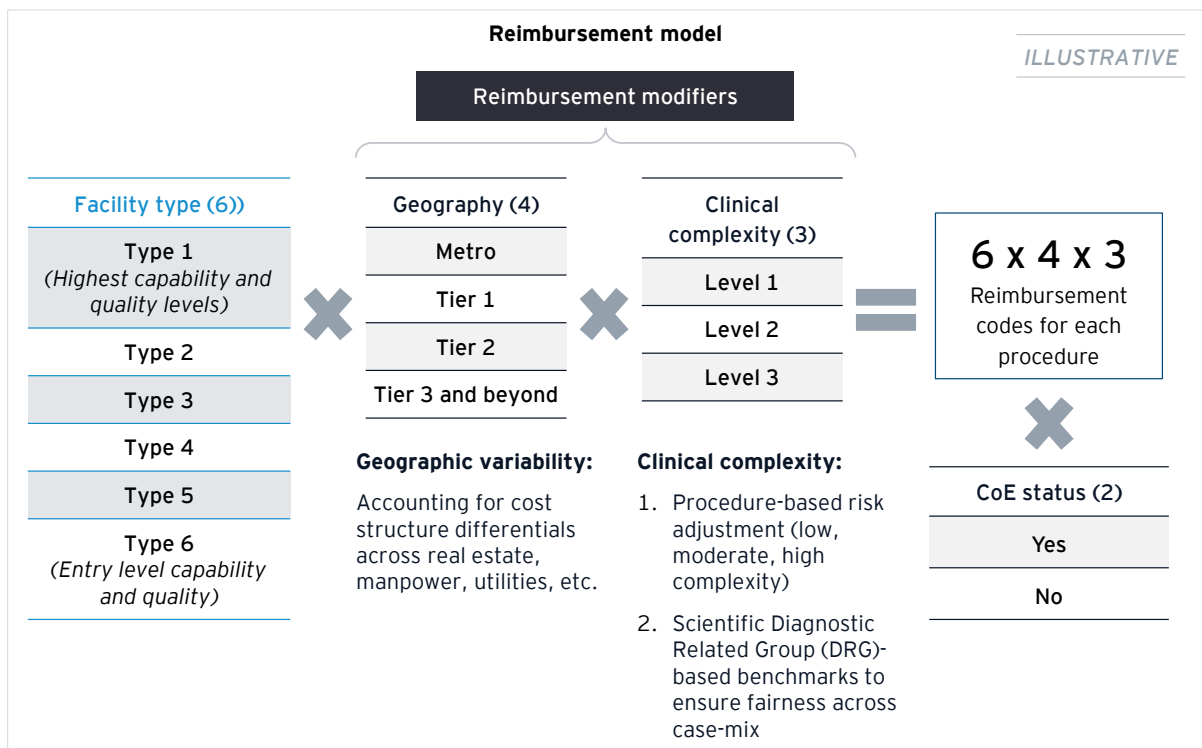 Reimbursement model
ILLUSTRATIVE
Reimbursement modifiers
Facility type (6))
Type 1
(Highest capability and
quality levels)
Type 2
Type 3
Type 4
Type 5
Type 6
(Entry level capability
and quality)
Geography (4)
Metro
Tier 1
Tier 2
Tier 3 and beyond
Geographic variability:
Accounting for cost
structure differentials
across real estate,
manpower, utilities, etc.
Clinical
complexity (3)
Level 1
Level 2
Level 3
Clinical complexity:
1. Procedure-based risk
adjustment (low,
moderate, high
complexity)
2. Scientific Diagnostic
Related Group (DRG)-
based benchmarks to
ensure fairness across
case-mix
6 x 4 x 3
Reimbursement
codes for each
procedure
CoE status (2)
Yes
No